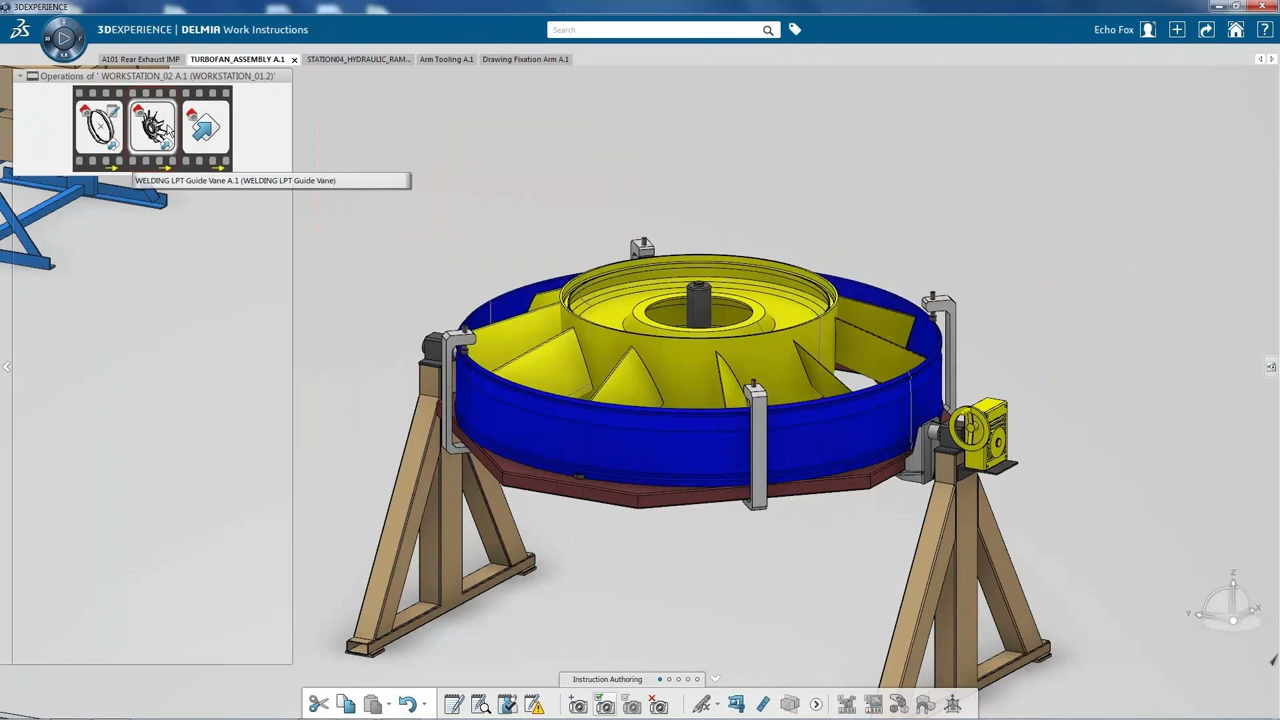 3DEXPERIENCE
3DEXPERIENCE | DELMIA Work Instructions
Search
Echo Fox
A101 Rear Exhaust IMP
TURBOFAN_ASSEMBLY A.1
STATION04_HYDRAULIC_RAM...
Arm Tooling A.1
Drawing Fixation Arm A.1
Operations of ' WORKSTATION_02 A.1 (WORKSTATION_01.2)'
WELDING LPT Guide Vane A.1 (WELDING LPT Guide Vane)
Z
Y
X
Instruction Authoring